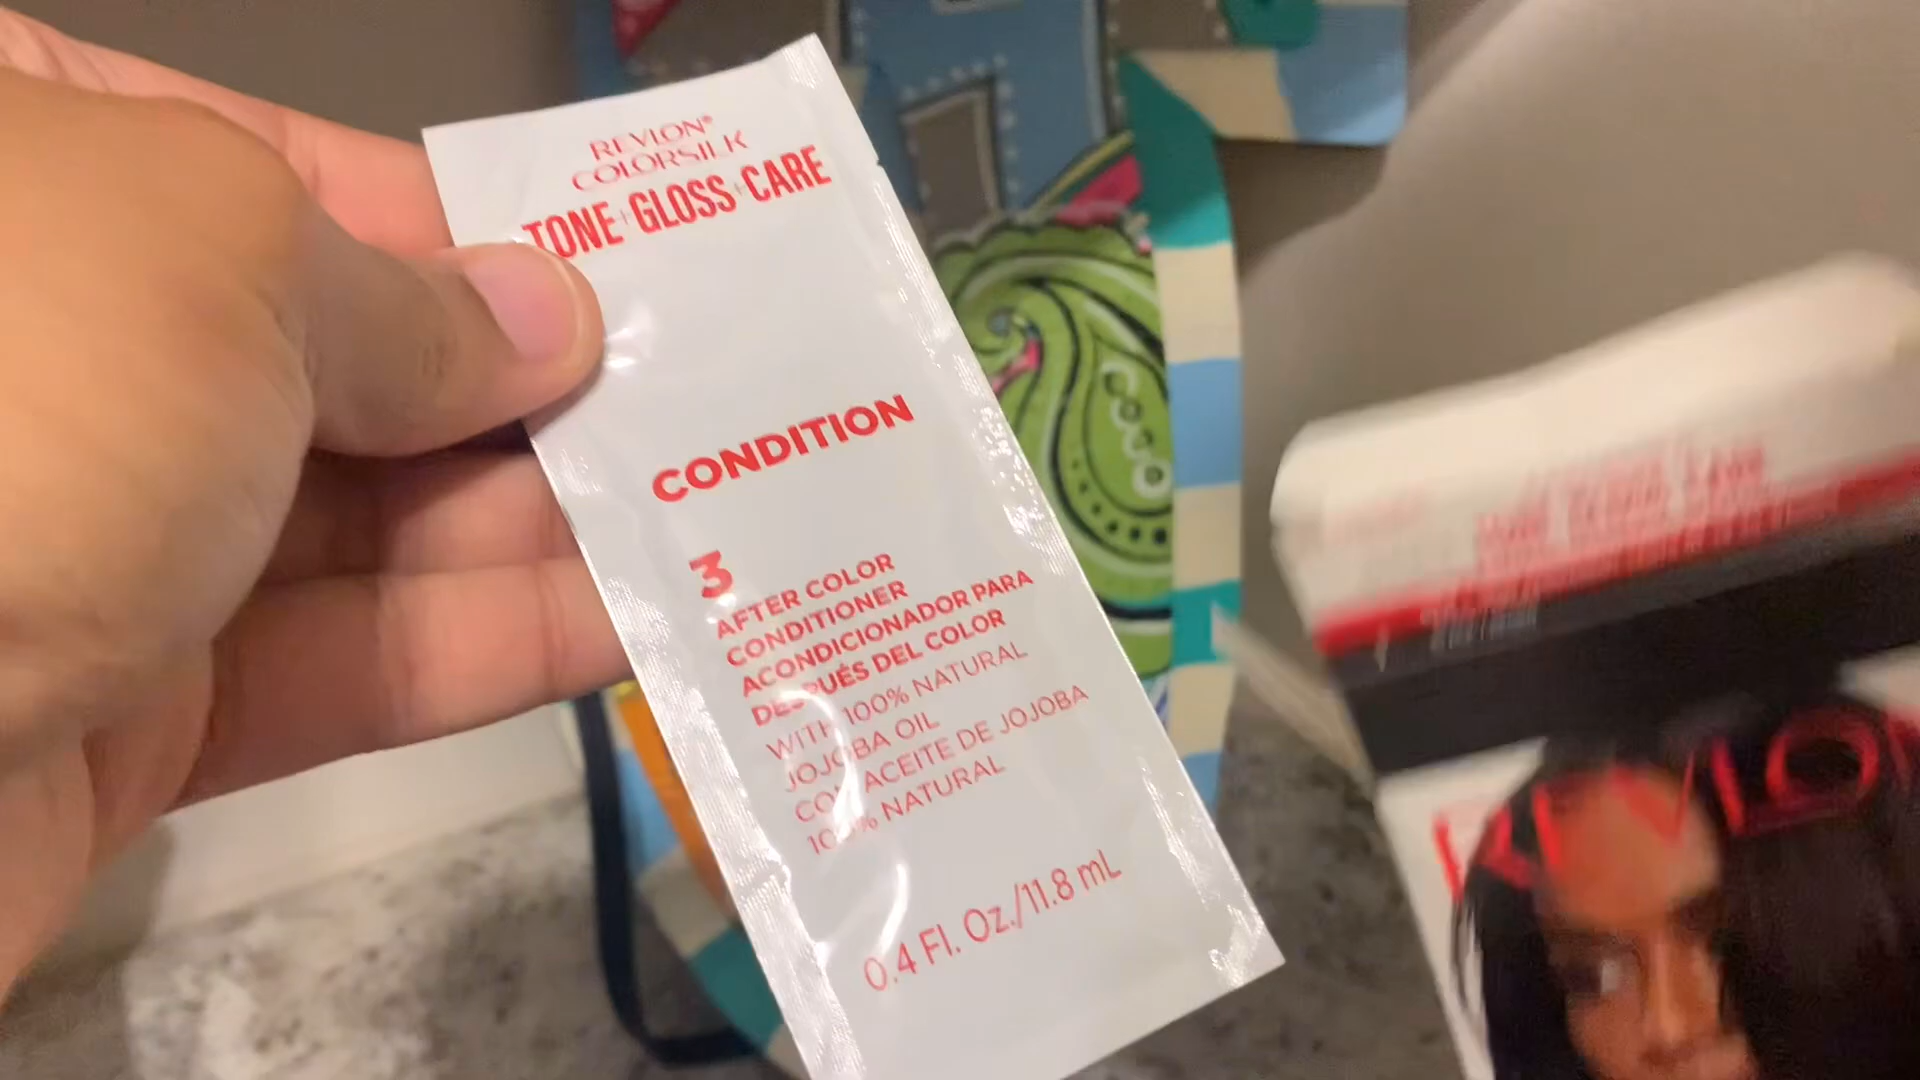 REVLON®
COLORSILK
TONE+GLOSS+CARE
CONDITION
3
AFTER COLOR
CONDITIONER
ACONDICIONADOR PARA
DESPUÉS DEL COLOR
WITH 100% NATURAL
JOJOBA OIL
CON ACEITE DE JOJOBA
100% NATURAL
0.4 Fl. Oz./11.8 mL
REVLON